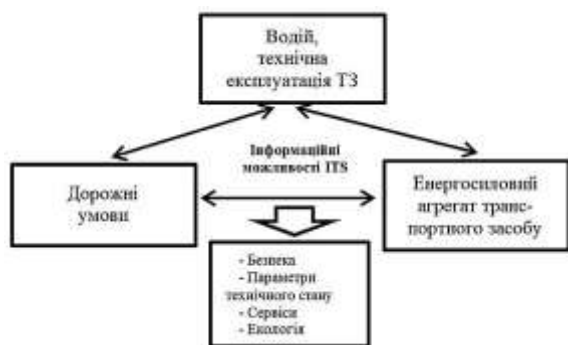 Водій,
технічна
експлуатація ТЗ
Інформаційні
можливості ITS
Дорожні
умови
Енергосиловий
агрегат транс-
портного засобу
- Безпека
- Параметри
технічного стану
- Сервіси
- Екологія